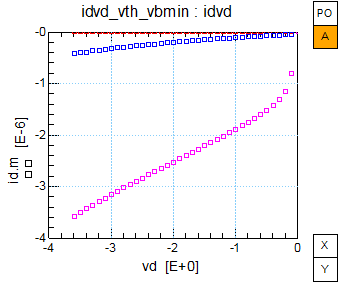 idvd_vth_vbmin : idvd
PO
A
-0
-1
-2
-3
-4
id.m [E-6]
-4
-3
-2
-1
0
vd [E+0]
X
Y